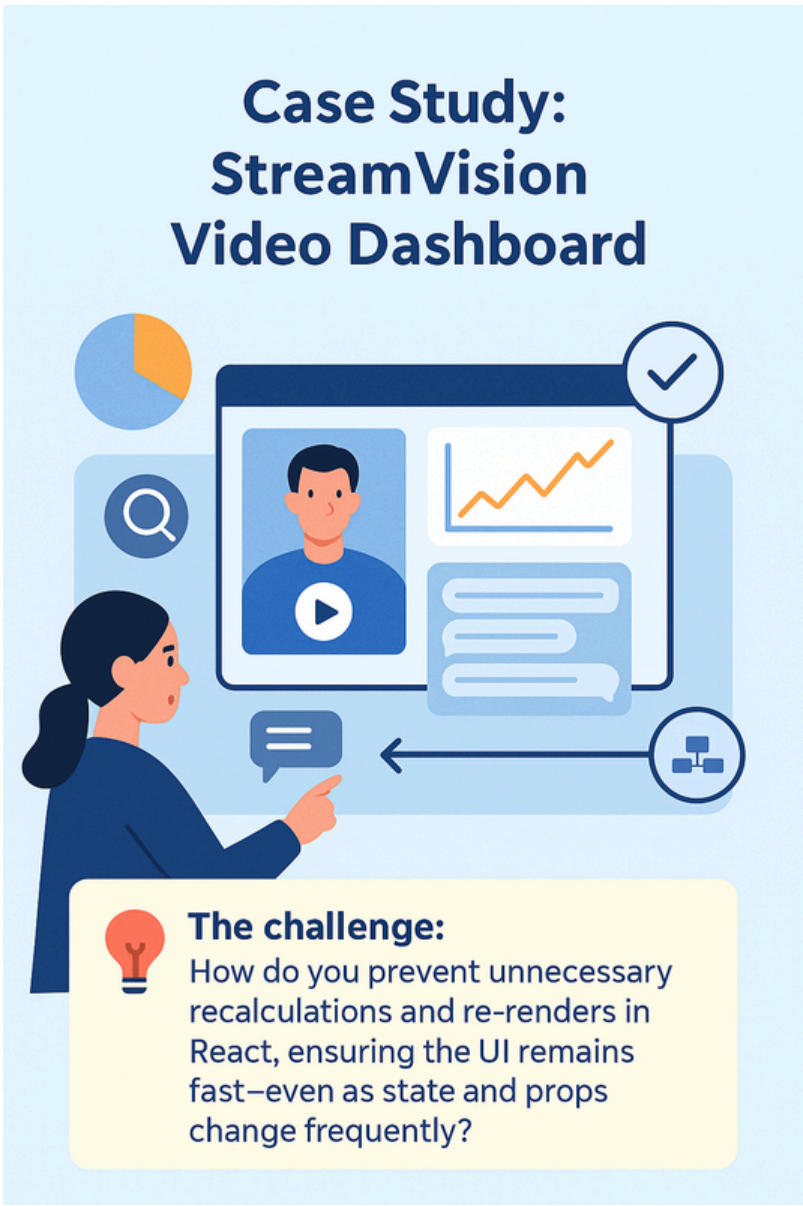 Case Study:
StreamVision
Video Dashboard
The challenge:
How do you prevent unnecessary
recalculations and re-renders in
React, ensuring the UI remains
fast–even as state and props
change frequently?